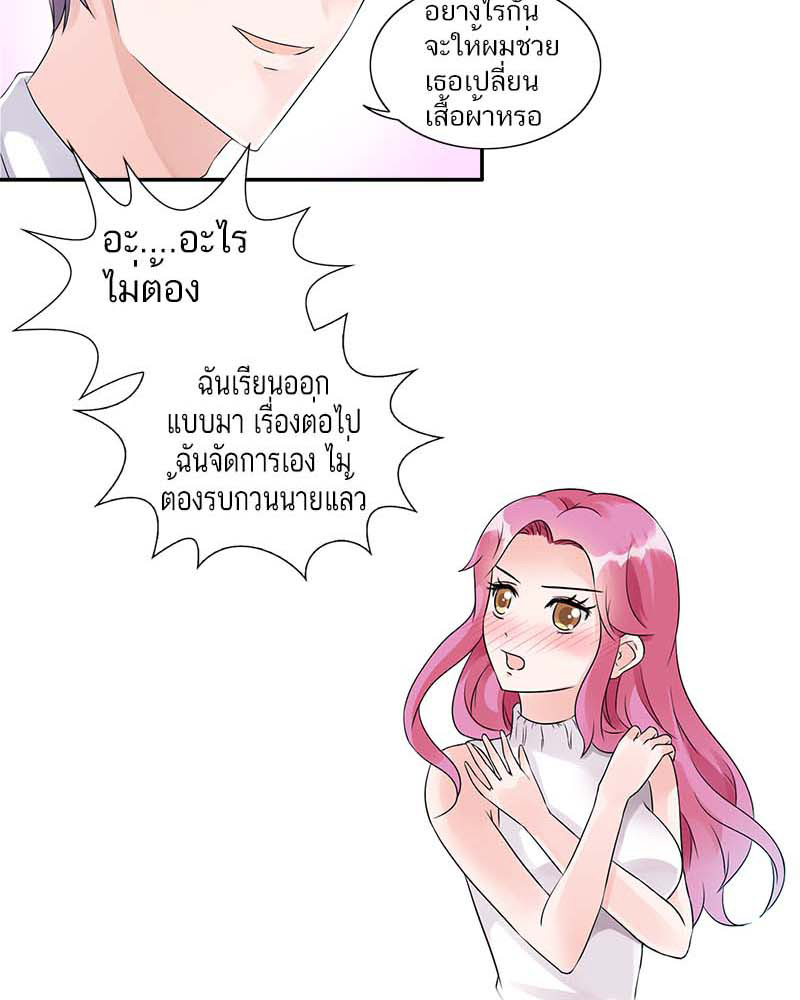 อย่างไรกัน
จะให้ผมช่วย
เธอเปลี่ยน
เสื้อผ้าหรอ
อะ....อะไร
ไม่ต้อง
ฉันเรียนออก
แบบมา เรื่องต่อไป
ฉันจัดการเอง ไม่
ต้องรบกวนนายแล้ว